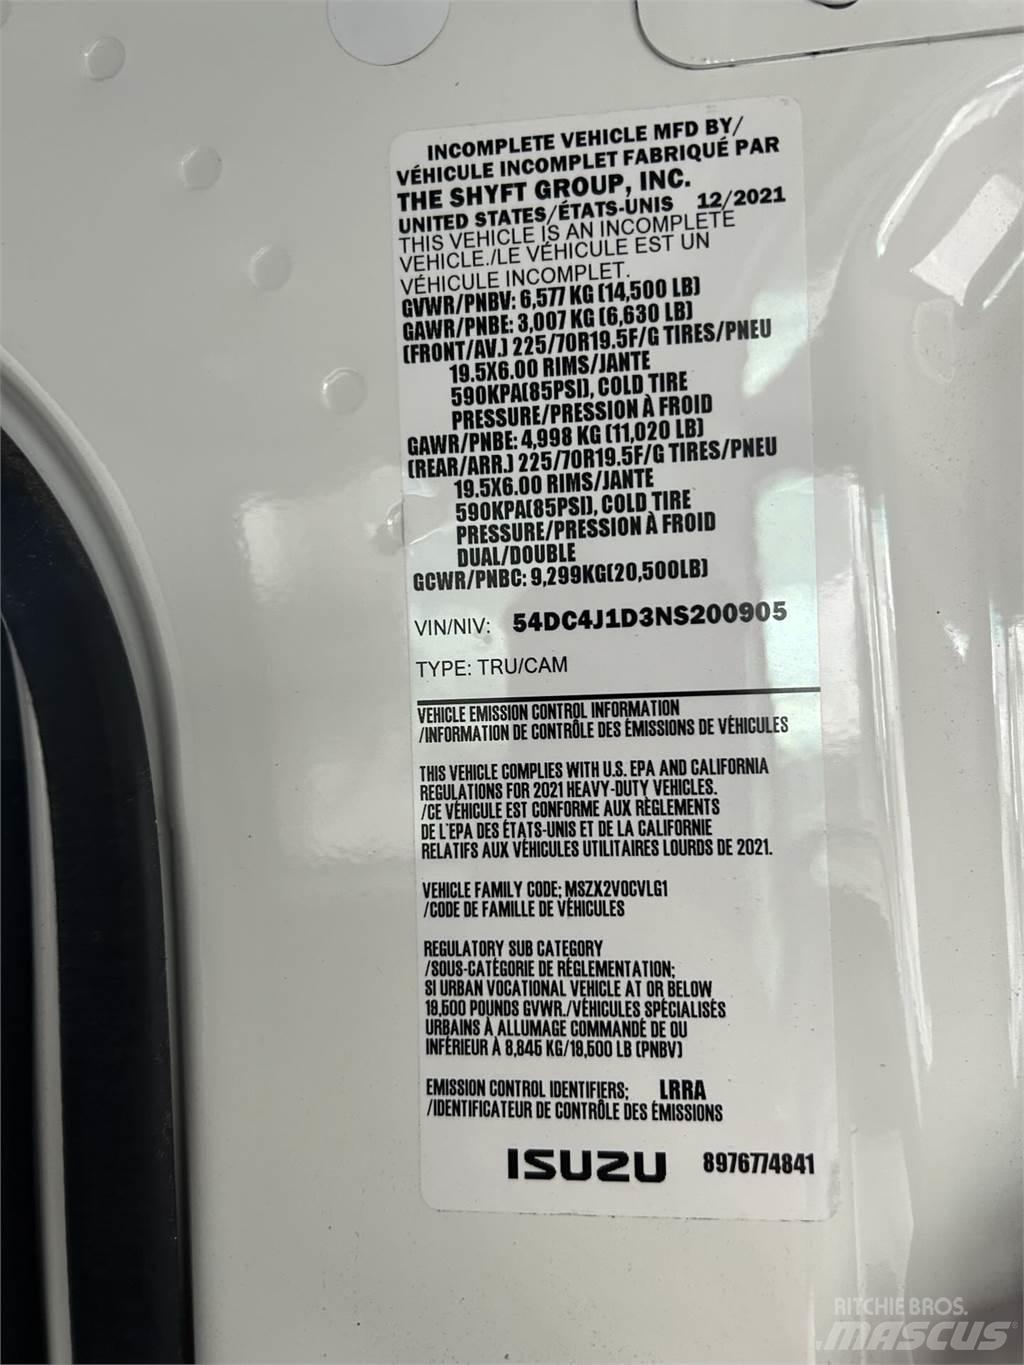 INCOMPLETE VEHICLE MFD BY/
VÉHICULE INCOMPLET FABRIQUÉ PAR
THE SHYFT GROUP, INC.
UNITED STATES/ÉTATS-UNIS 12/2021
THIS VEHICLE IS AN INCOMPLETE
VEHICLE./LE VÉHICULE EST UN
VÉHICULE INCOMPLET.
GVWR/PNBV: 6,577 KG (14,500 LB)
GAWR/PNBE: 3,007 KG (6,630 LB)
(FRONT/AV.) 225/70R19.5F/G TIRES/PNEU
19.5X6.00 RIMS/JANTE
590KPA(85PSI), COLD TIRE
PRESSURE/PRESSION À FROID
GAWR/PNBE: 4,998 KG (11,020 LB)
(REAR/ARR.) 225/70R19.5F/G TIRES/PNEU
19.5X6.00 RIMS/JANTE
590KPA(85PSI), COLD TIRE
PRESSURE/PRESSION À FROID
DUAL/DOUBLE
GCWR/PNBC: 9,299KG(20,500LB)
VIN/NIV: 54DC4J1D3NS200905
TYPE: TRU/CAM
VEHICLE EMISSION CONTROL INFORMATION
/INFORMATION DE CONTRÔLE DES ÉMISSIONS DE VÉHICULES
THIS VEHICLE COMPLIES WITH U.S. EPA AND CALIFORNIA
REGULATIONS FOR 2021 HEAVY-DUTY VEHICLES.
/CE VÉHICULE EST CONFORME AUX RÈGLEMENTS
DE L'EPA DES ÉTATS-UNIS ET DE LA CALIFORNIE
RELATIFS AUX VÉHICULES UTILITAIRES LOURDS DE 2021.
VEHICLE FAMILY CODE; MSZX2VOCVLG1
/CODE DE FAMILLE DE VÉHICULES
REGULATORY SUB CATEGORY
/SOUS-CATÉGORIE DE RÉGLEMENTATION;
SI URBAN VOCATIONAL VEHICLE AT OR BELOW
19,500 POUNDS GVWR./VÉHICULES SPÉCIALISÉS
URBAINS À ALLUMAGE COMMANDÉ DE OU
INFÉRIEUR À 8,845 KG/19,500 LB (PNBV)
EMISSION CONTROL IDENTIFIERS; LRRA
/IDENTIFICATEUR DE CONTRÔLE DES ÉMISSIONS
ISUZU 8976774841
RITCHIE BROS.
MASCUS